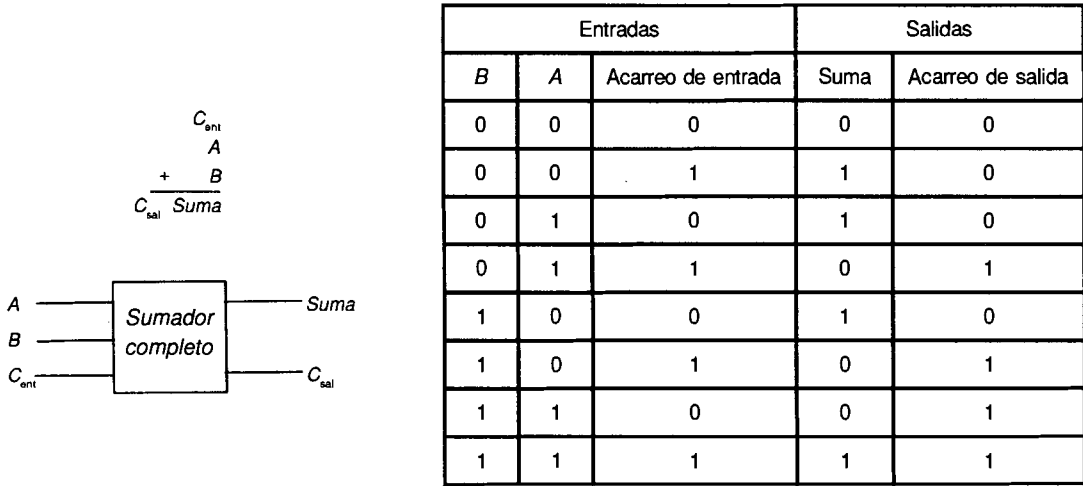 C_ent
A
+ B
C_sal Suma
A
B
C_ent
Sumador
completo
Suma
C_sal
Entradas Salidas
B A Acarreo de entrada Suma Acarreo de salida
0 0 0 0 0
0 0 1 1 0
0 1 0 1 0
0 1 1 0 1
1 0 0 1 0
1 0 1 0 1
1 1 0 0 1
1 1 1 1 1